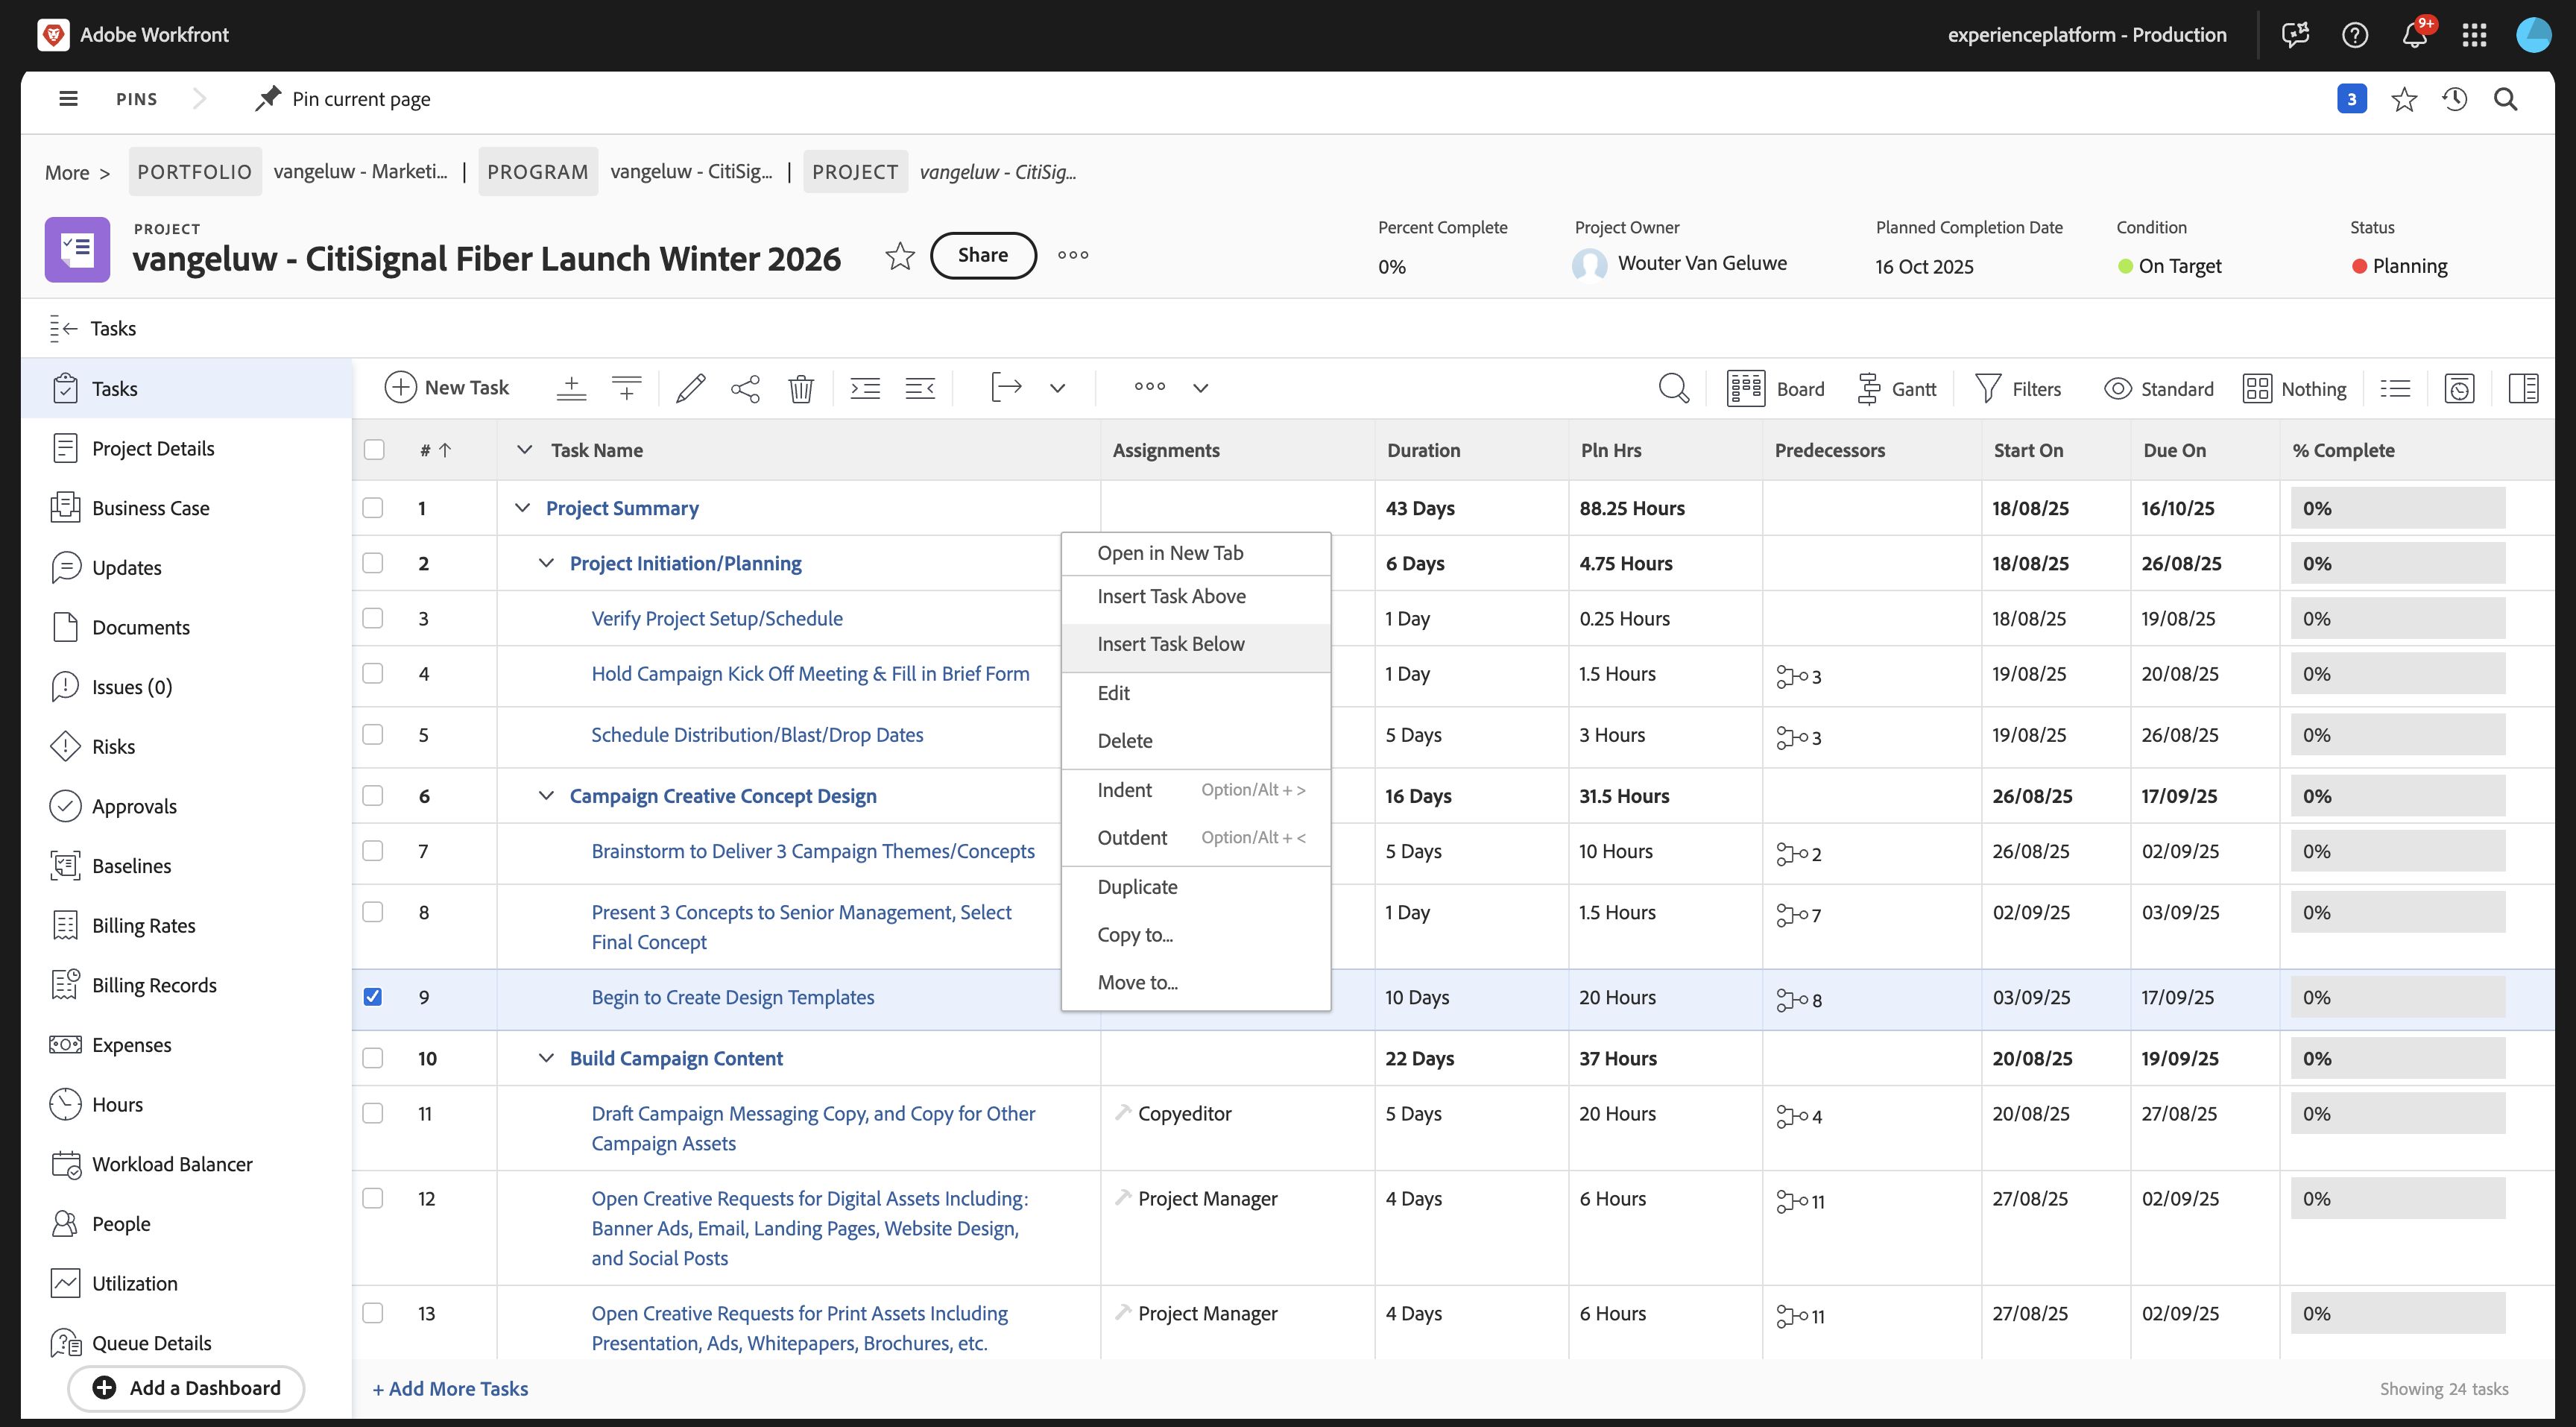 Adobe Workfront
experienceplatform - Production
9+
PINS
Pin current page
3
More >
PORTFOLIO
vangeluw - Marketi...
|
PROGRAM
vangeluw - CitiSig...
|
PROJECT
vangeluw - CitiSig...
PROJECT
vangeluw - CitiSignal Fiber Launch Winter 2026
Share
Percent Complete
0%
Project Owner
Wouter Van Geluwe
Planned Completion Date
16 Oct 2025
Condition
On Target
Status
Planning
Tasks
Tasks
Project Details
Business Case
Updates
Documents
Issues (0)
Risks
Approvals
Baselines
Billing Rates
Billing Records
Expenses
Hours
Workload Balancer
People
Utilization
Queue Details
Add a Dashboard
New Task
Board
Gantt
Filters
Standard
Nothing
# Task Name Assignments Duration Pln Hrs Predecessors Start On Due On % Complete
1 Project Summary 43 Days 88.25 Hours 18/08/25 16/10/25 0%
2 Project Initiation/Planning 6 Days 4.75 Hours 18/08/25 26/08/25 0%
3 Verify Project Setup/Schedule 1 Day 0.25 Hours 18/08/25 19/08/25 0%
4 Hold Campaign Kick Off Meeting & Fill in Brief Form 1 Day 1.5 Hours 3 19/08/25 20/08/25 0%
5 Schedule Distribution/Blast/Drop Dates 5 Days 3 Hours 3 19/08/25 26/08/25 0%
6 Campaign Creative Concept Design 16 Days 31.5 Hours 26/08/25 17/09/25 0%
7 Brainstorm to Deliver 3 Campaign Themes/Concepts 5 Days 10 Hours 2 26/08/25 02/09/25 0%
8 Present 3 Concepts to Senior Management, Select 1 Day 1.5 Hours 7 02/09/25 03/09/25 0%
Final Concept
9 Begin to Create Design Templates 10 Days 20 Hours 8 03/09/25 17/09/25 0%
10 Build Campaign Content 22 Days 37 Hours 20/08/25 19/09/25 0%
11 Draft Campaign Messaging Copy, and Copy for Other Copyeditor 5 Days 20 Hours 4 20/08/25 27/08/25 0%
Campaign Assets
12 Open Creative Requests for Digital Assets Including: Project Manager 4 Days 6 Hours 11 27/08/25 02/09/25 0%
Banner Ads, Email, Landing Pages, Website Design,
and Social Posts
13 Open Creative Requests for Print Assets Including Project Manager 4 Days 6 Hours 11 27/08/25 02/09/25 0%
Presentation, Ads, Whitepapers, Brochures, etc.
Open in New Tab
Insert Task Above
Insert Task Below
Edit
Delete
Indent Option/Alt + >
Outdent Option/Alt + <
Duplicate
Copy to...
Move to...
+ Add More Tasks
Showing 24 tasks